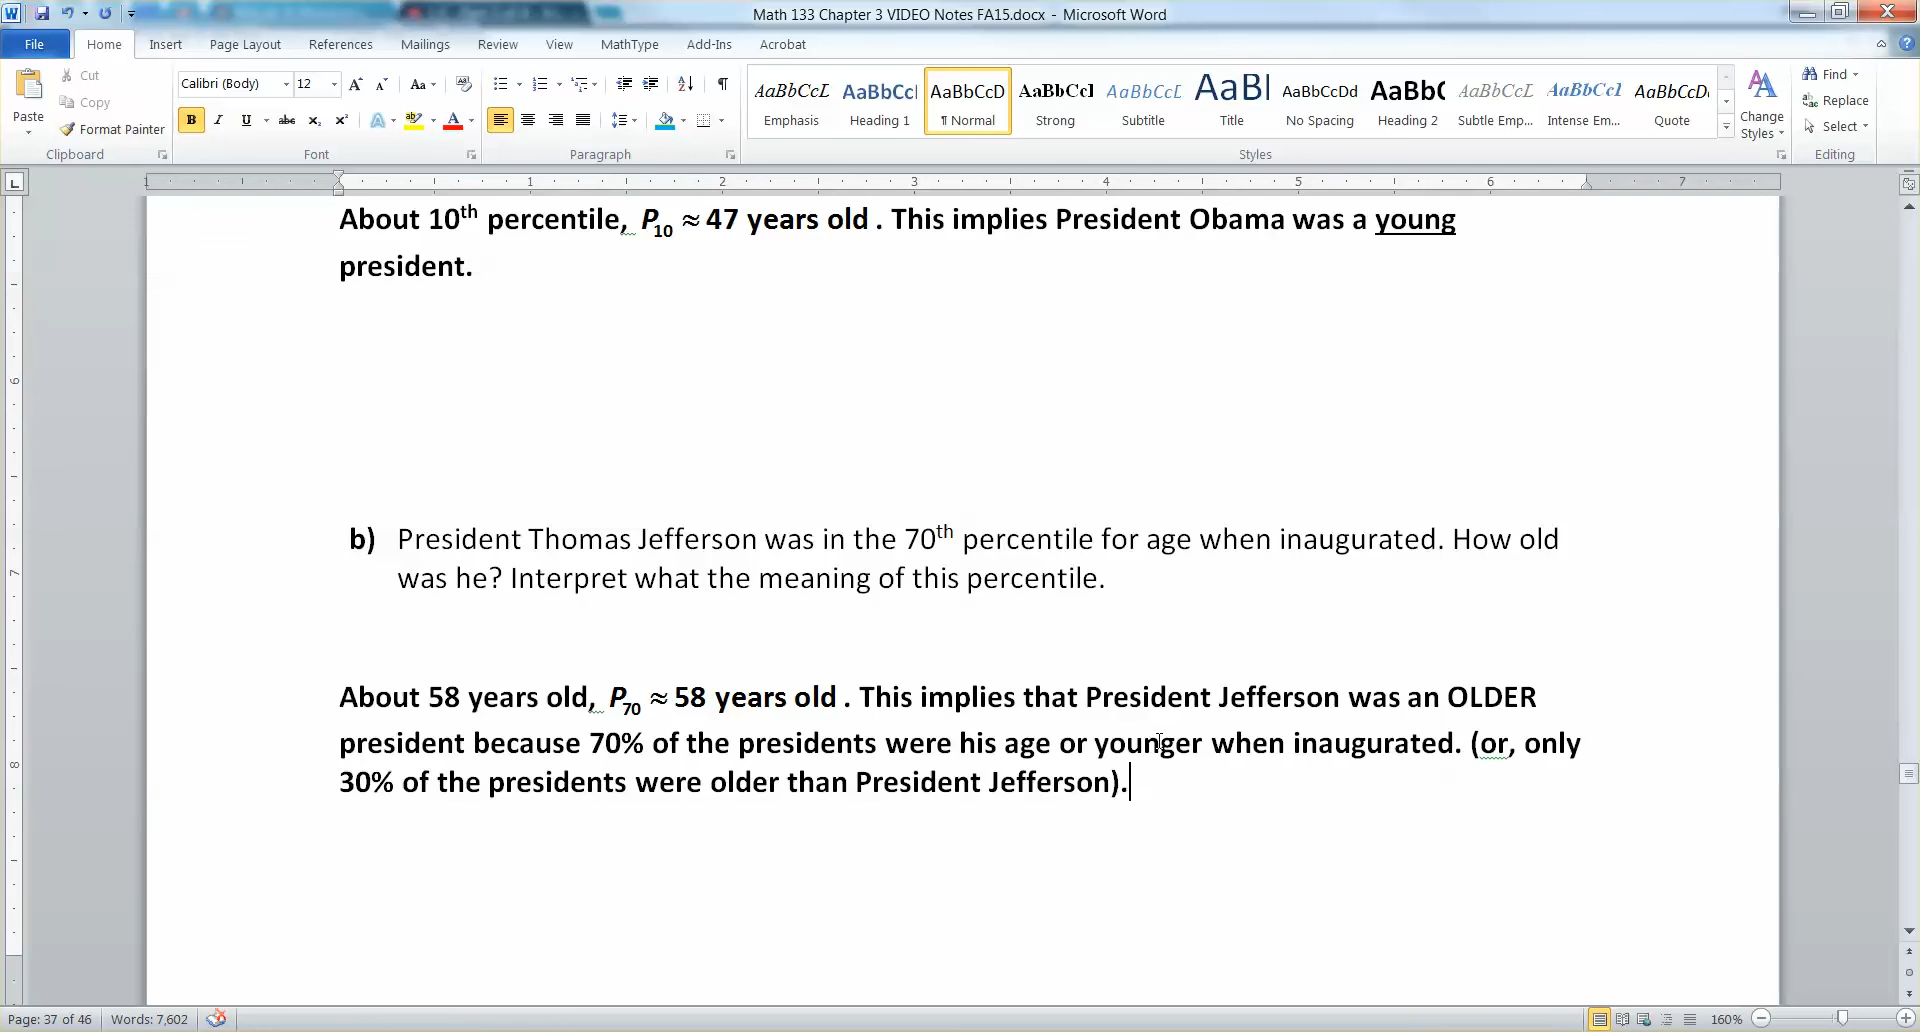 Math 133 Chapter 3 VIDEO Notes FA15.docx - Microsoft Word
File Home Insert Page Layout References Mailings Review View MathType Add-Ins Acrobat
Cut
Copy
Format Painter
Paste
Clipboard
Calibri (Body) 12
Font
Paragraph
AaBbCcL AaBbCcl AaBbCcD AaBbCcl AaBbCcL AaBl AaBbCcDd AaBbC AaBbCcL AaBbCcl AaBbCcD
Emphasis Heading 1 ¶ Normal Strong Subtitle Title No Spacing Heading 2 Subtle Emp... Intense Em... Quote
Styles
Change Styles
Find
Replace
Select
Editing
1 1 2 3 4 5 6 7
About 10th percentile, P10 ≈ 47 years old . This implies President Obama was a young
president.
b) President Thomas Jefferson was in the 70th percentile for age when inaugurated. How old
was he? Interpret what the meaning of this percentile.
About 58 years old, P70 ≈ 58 years old . This implies that President Jefferson was an OLDER
president because 70% of the presidents were his age or younger when inaugurated. (or, only
30% of the presidents were older than President Jefferson).
Page: 37 of 46 Words: 7,602 160%